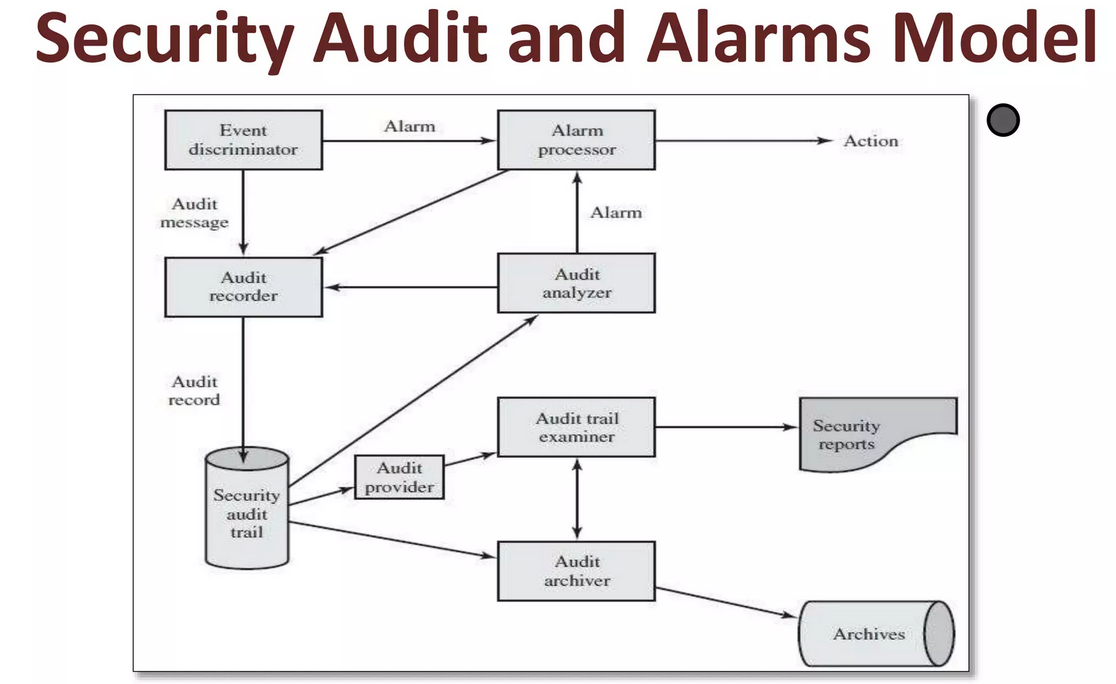 Security Audit and Alarms Model
Event
discriminator
Alarm
Alarm
processor
Action
Audit
message
Alarm
Audit
recorder
Audit
analyzer
Audit
record
Audit trail
examiner
Security
reports
Audit
provider
Security
audit
trail
Audit
archiver
Archives